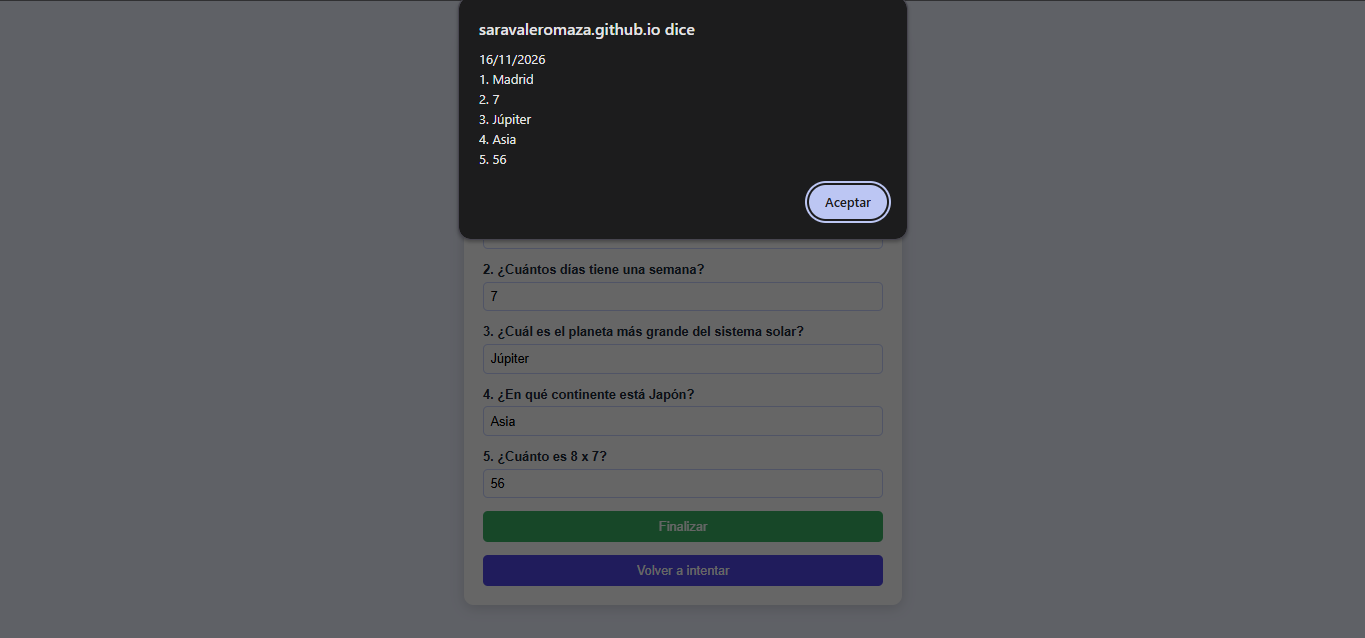 saravaleromaza.github.io dice
16/11/2026
1. Madrid
2. 7
3. Júpiter
4. Asia
5. 56
Aceptar
2. ¿Cuántos días tiene una semana?
7
3. ¿Cuál es el planeta más grande del sistema solar?
Júpiter
4. ¿En qué continente está Japón?
Asia
5. ¿Cuánto es 8 x 7?
56
Finalizar
Volver a intentar